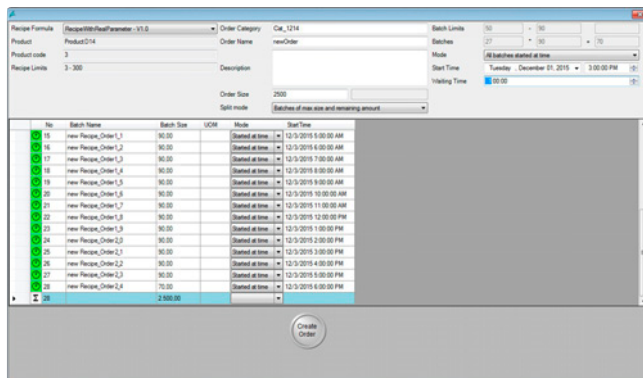 Recipe Formula RecipeWithRealParameter - V1.0 Order Category Cat_1214 Batch Limits 50 - 90
Product Product D14 Order Name newOrder Batches 27 * 90 + 70
Product code 3 Mode All batches started at time
Recipe Limits 3 - 300 Description Start Time Tuesday , December 01, 2015 3:00:00 PM
Waiting Time 00:00
Order Size 2500
Split mode Batches of max size and remaining amount
No Batch Name Batch Size UOM Mode StartTime
15 new Recipe_Order1_1 90,00 Started at time 12/3/2015 5:00:00 AM
16 new Recipe_Order1_2 90,00 Started at time 12/3/2015 6:00:00 AM
17 new Recipe_Order1_3 90,00 Started at time 12/3/2015 7:00:00 AM
18 new Recipe_Order1_4 90,00 Started at time 12/3/2015 8:00:00 AM
19 new Recipe_Order1_5 90,00 Started at time 12/3/2015 9:00:00 AM
20 new Recipe_Order1_6 90,00 Started at time 12/3/2015 10:00:00 AM
21 new Recipe_Order1_7 90,00 Started at time 12/3/2015 11:00:00 AM
22 new Recipe_Order1_8 90,00 Started at time 12/3/2015 12:00:00 PM
23 new Recipe_Order1_9 90,00 Started at time 12/3/2015 1:00:00 PM
24 new Recipe_Order2_0 90,00 Started at time 12/3/2015 2:00:00 PM
25 new Recipe_Order2_1 90,00 Started at time 12/3/2015 3:00:00 PM
26 new Recipe_Order2_2 90,00 Started at time 12/3/2015 4:00:00 PM
27 new Recipe_Order2_3 90,00 Started at time 12/3/2015 5:00:00 PM
28 new Recipe_Order2_4 70,00 Started at time 12/3/2015 6:00:00 PM
Σ 28 2.500,00
Create
Order